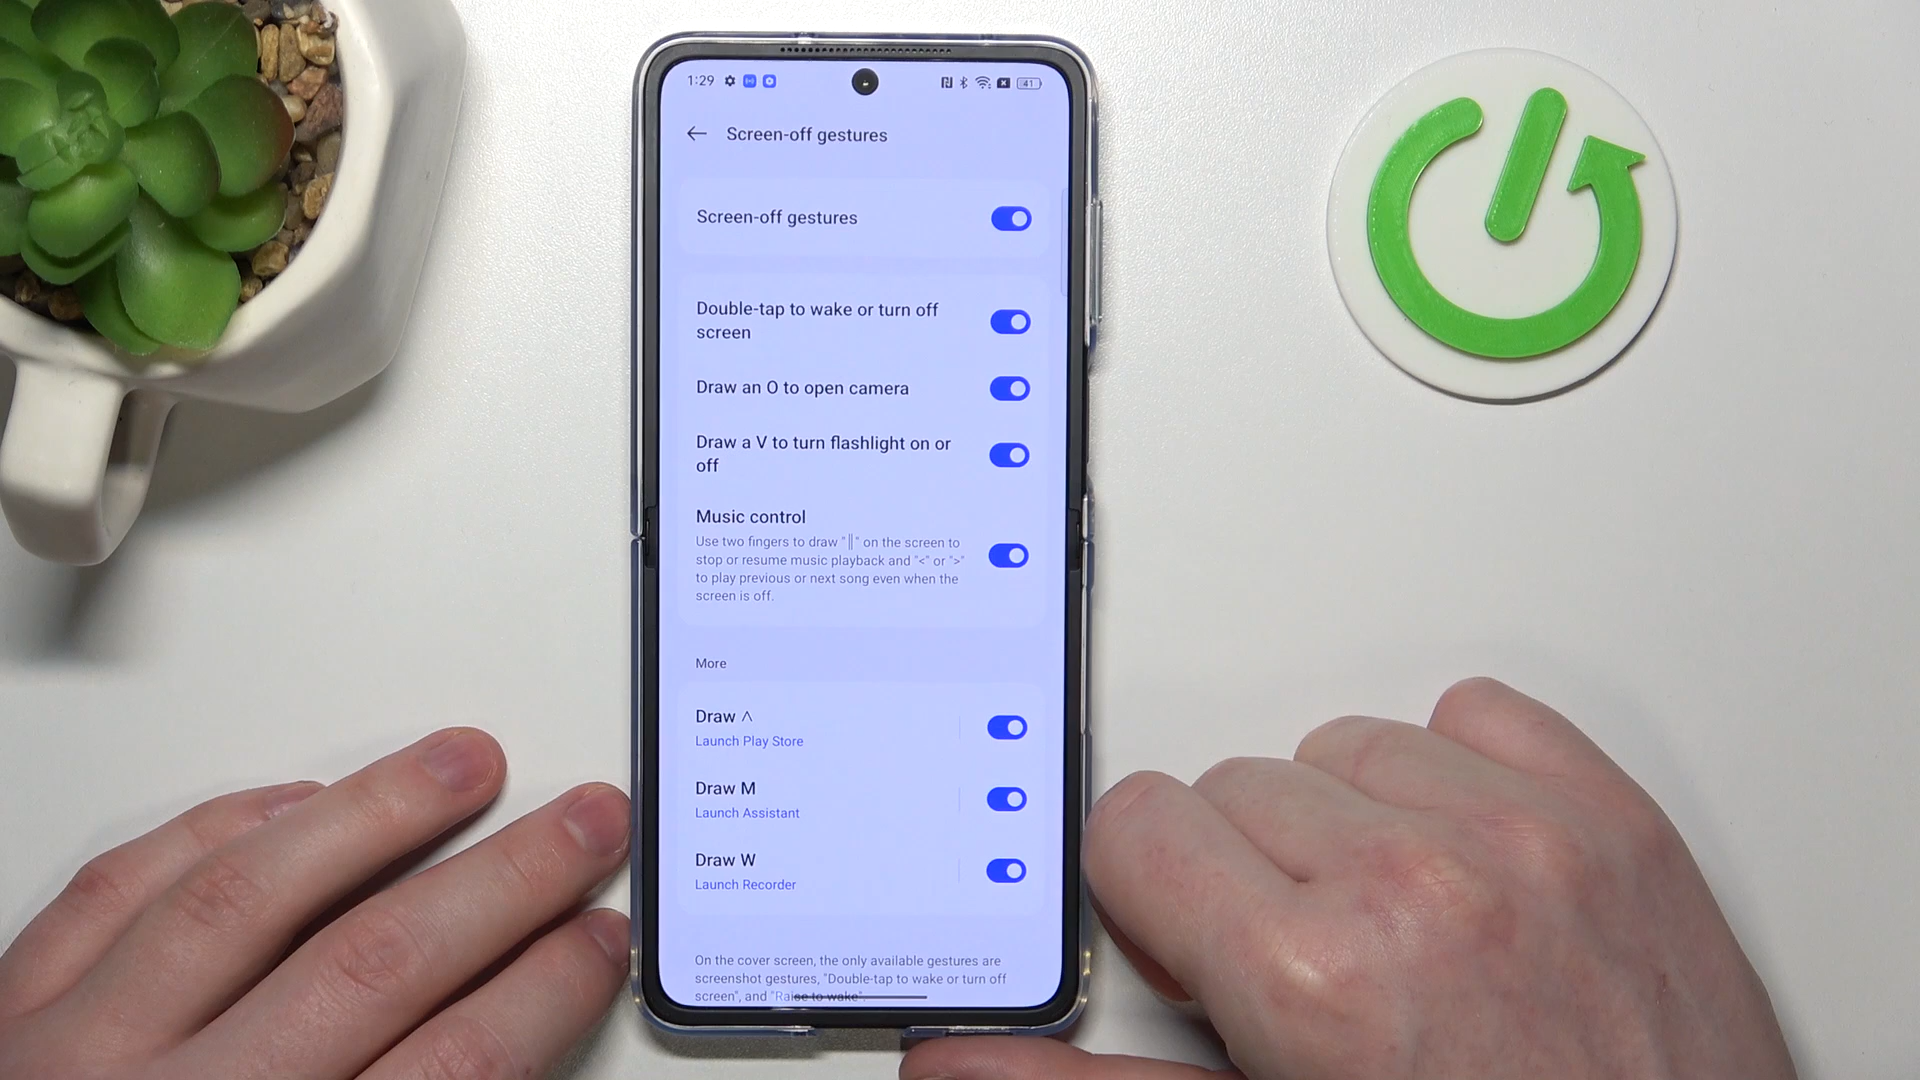 1:29
41
Screen-off gestures
Screen-off gestures
Double-tap to wake or turn off
screen
Draw an O to open camera
Draw a V to turn flashlight on or
off
Music control
Use two fingers to draw "||" on the screen to
stop or resume music playback and "<" or ">"
to play previous or next song even when the
screen is off.
More
Draw ^
Launch Play Store
Draw M
Launch Assistant
Draw W
Launch Recorder
On the cover screen, the only available gestures are
screenshot gestures, "Double-tap to wake or turn off
screen", and "Raise to wake".